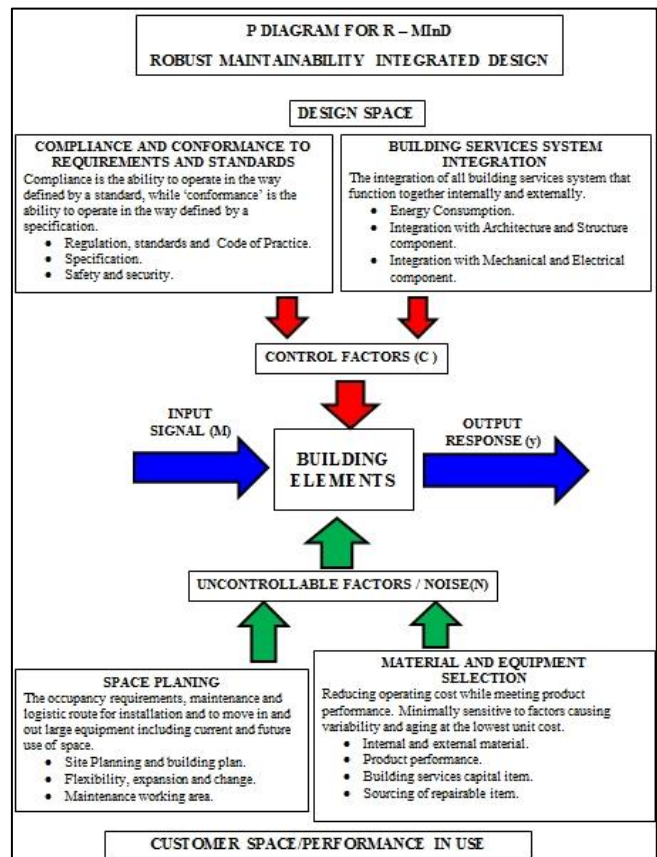 P DIAGRAM FOR R – MInD
ROBUST MAINTAINABILITY INTEGRATED DESIGN
DESIGN SPACE
COMPLIANCE AND CONFORMANCE TO
REQUIREMENTS AND STANDARDS
Compliance is the ability to operate in the way
defined by a standard, while ‘conformance’ is the
ability to operate in the way defined by a
specification.
• Regulation, standards and Code of Practice.
• Specification.
• Safety and security.
BUILDING SERVICES SYSTEM
INTEGRATION
The integration of all building services system that
function together internally and externally.
• Energy Consumption.
• Integration with Architecture and Structure
component.
• Integration with Mechanical and Electrical
component.
CONTROL FACTORS (C )
INPUT
SIGNAL (M)
BUILDING
ELEMENTS
OUTPUT
RESPONSE (y)
UNCONTROLLABLE FACTORS / NOISE(N)
SPACE PLANING
The occupancy requirements, maintenance and
logistic route for installation and to move in and
out large equipment including current and future
use of space.
• Site Planning and building plan.
• Flexibility, expansion and change.
• Maintenance working area.
MATERIAL AND EQUIPMENT
SELECTION
Reducing operating cost while meeting product
performance. Minimally sensitive to factors causing
variability and aging at the lowest unit cost.
• Internal and external material.
• Product performance.
• Building services capital item.
• Sourcing of repairable item.
CUSTOMER SPACE/PERFORMANCE IN USE